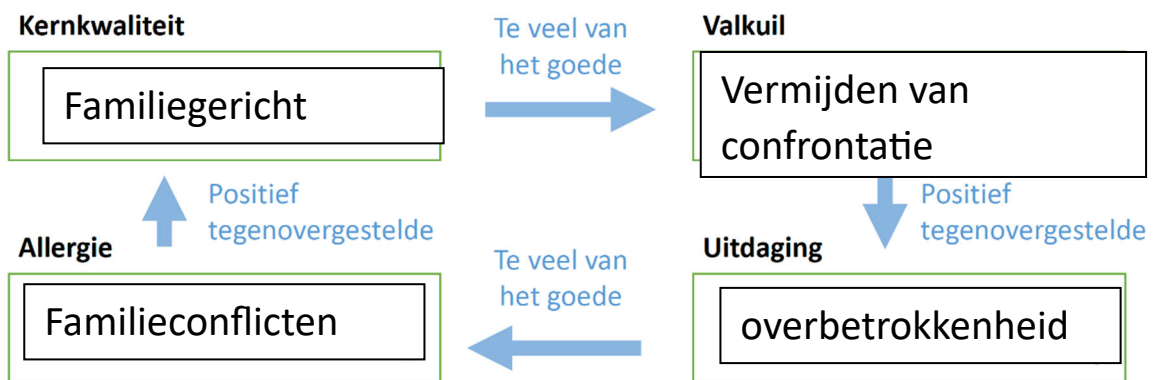 Kernkwaliteit
Te veel van
het goede
Valkuil
Familiegericht
Vermijden van
confrontatie
Positief
tegenovergestelde
Positief
tegenovergestelde
Allergie
Te veel van
het goede
Uitdaging
Familieconflicten
overbetrokkenheid